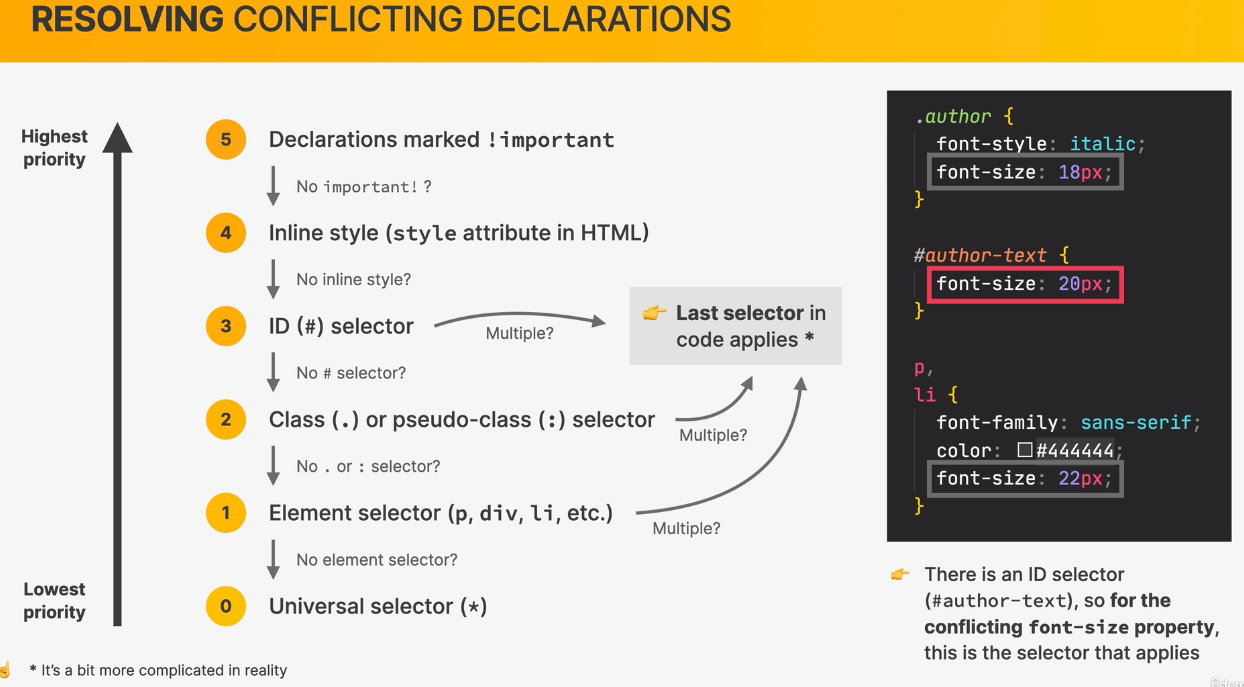 RESOLVING CONFLICTING DECLARATIONS
Highest
priority
5 Declarations marked !important
No important! ?
4 Inline style (style attribute in HTML)
No inline style?
3 ID (#) selector
Multiple?
No # selector?
2 Class (.) or pseudo-class (:) selector
Multiple?
No . or : selector?
1 Element selector (p, div, li, etc.)
Multiple?
No element selector?
Lowest
priority
0 Universal selector (*)
👉 Last selector in
code applies *
.author {
font-style: italic;
font-size: 18px;
}
#author-text {
font-size: 20px;
}
p,
li {
font-family: sans-serif;
color: #444444;
font-size: 22px;
}
👉 There is an ID selector
(#author-text), so for the
conflicting font-size property,
this is the selector that applies
☝️ * It's a bit more complicated in reality